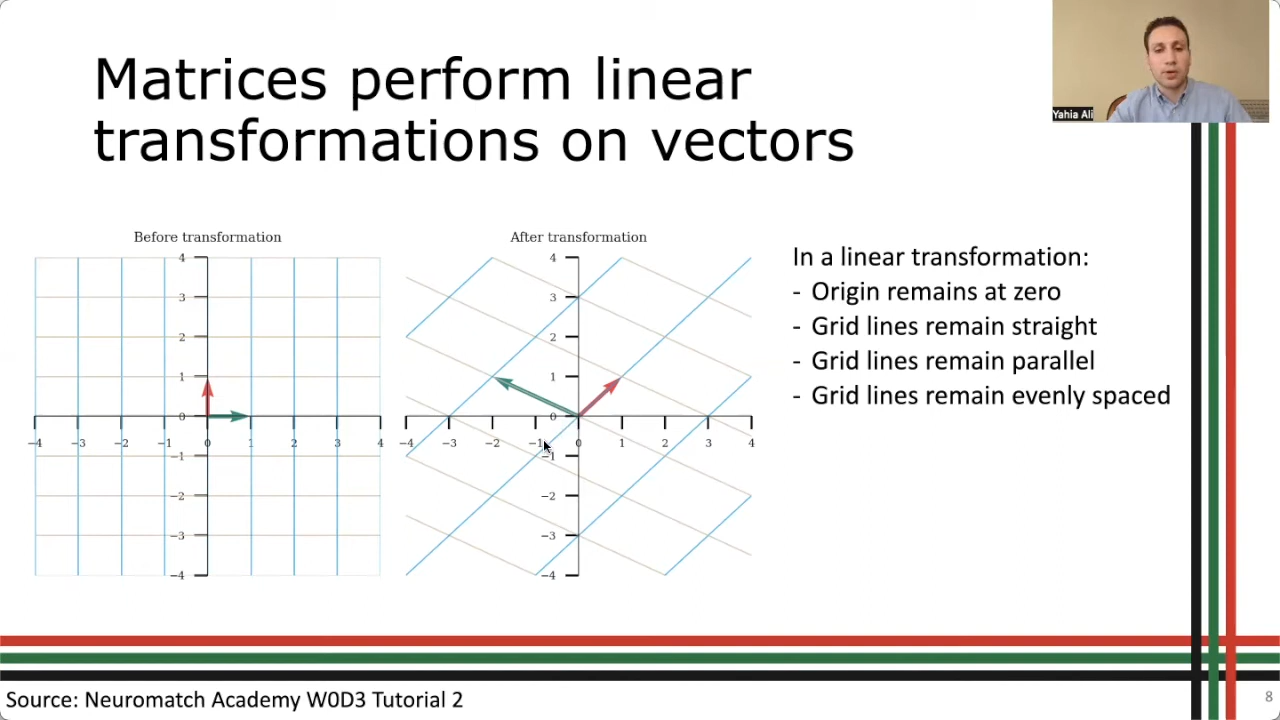 Matrices perform linear
transformations on vectors
Yahia Ali
Before transformation
4
3
2
1
0
−4 −3 −2 −1 0 1 2 3 4
−1
−2
−3
−4
After transformation
4
3
2
1
0
−4 −3 −2 −1 0 1 2 3 4
−1
−2
−3
−4
In a linear transformation:
- Origin remains at zero
- Grid lines remain straight
- Grid lines remain parallel
- Grid lines remain evenly spaced
Source: Neuromatch Academy W0D3 Tutorial 2
8